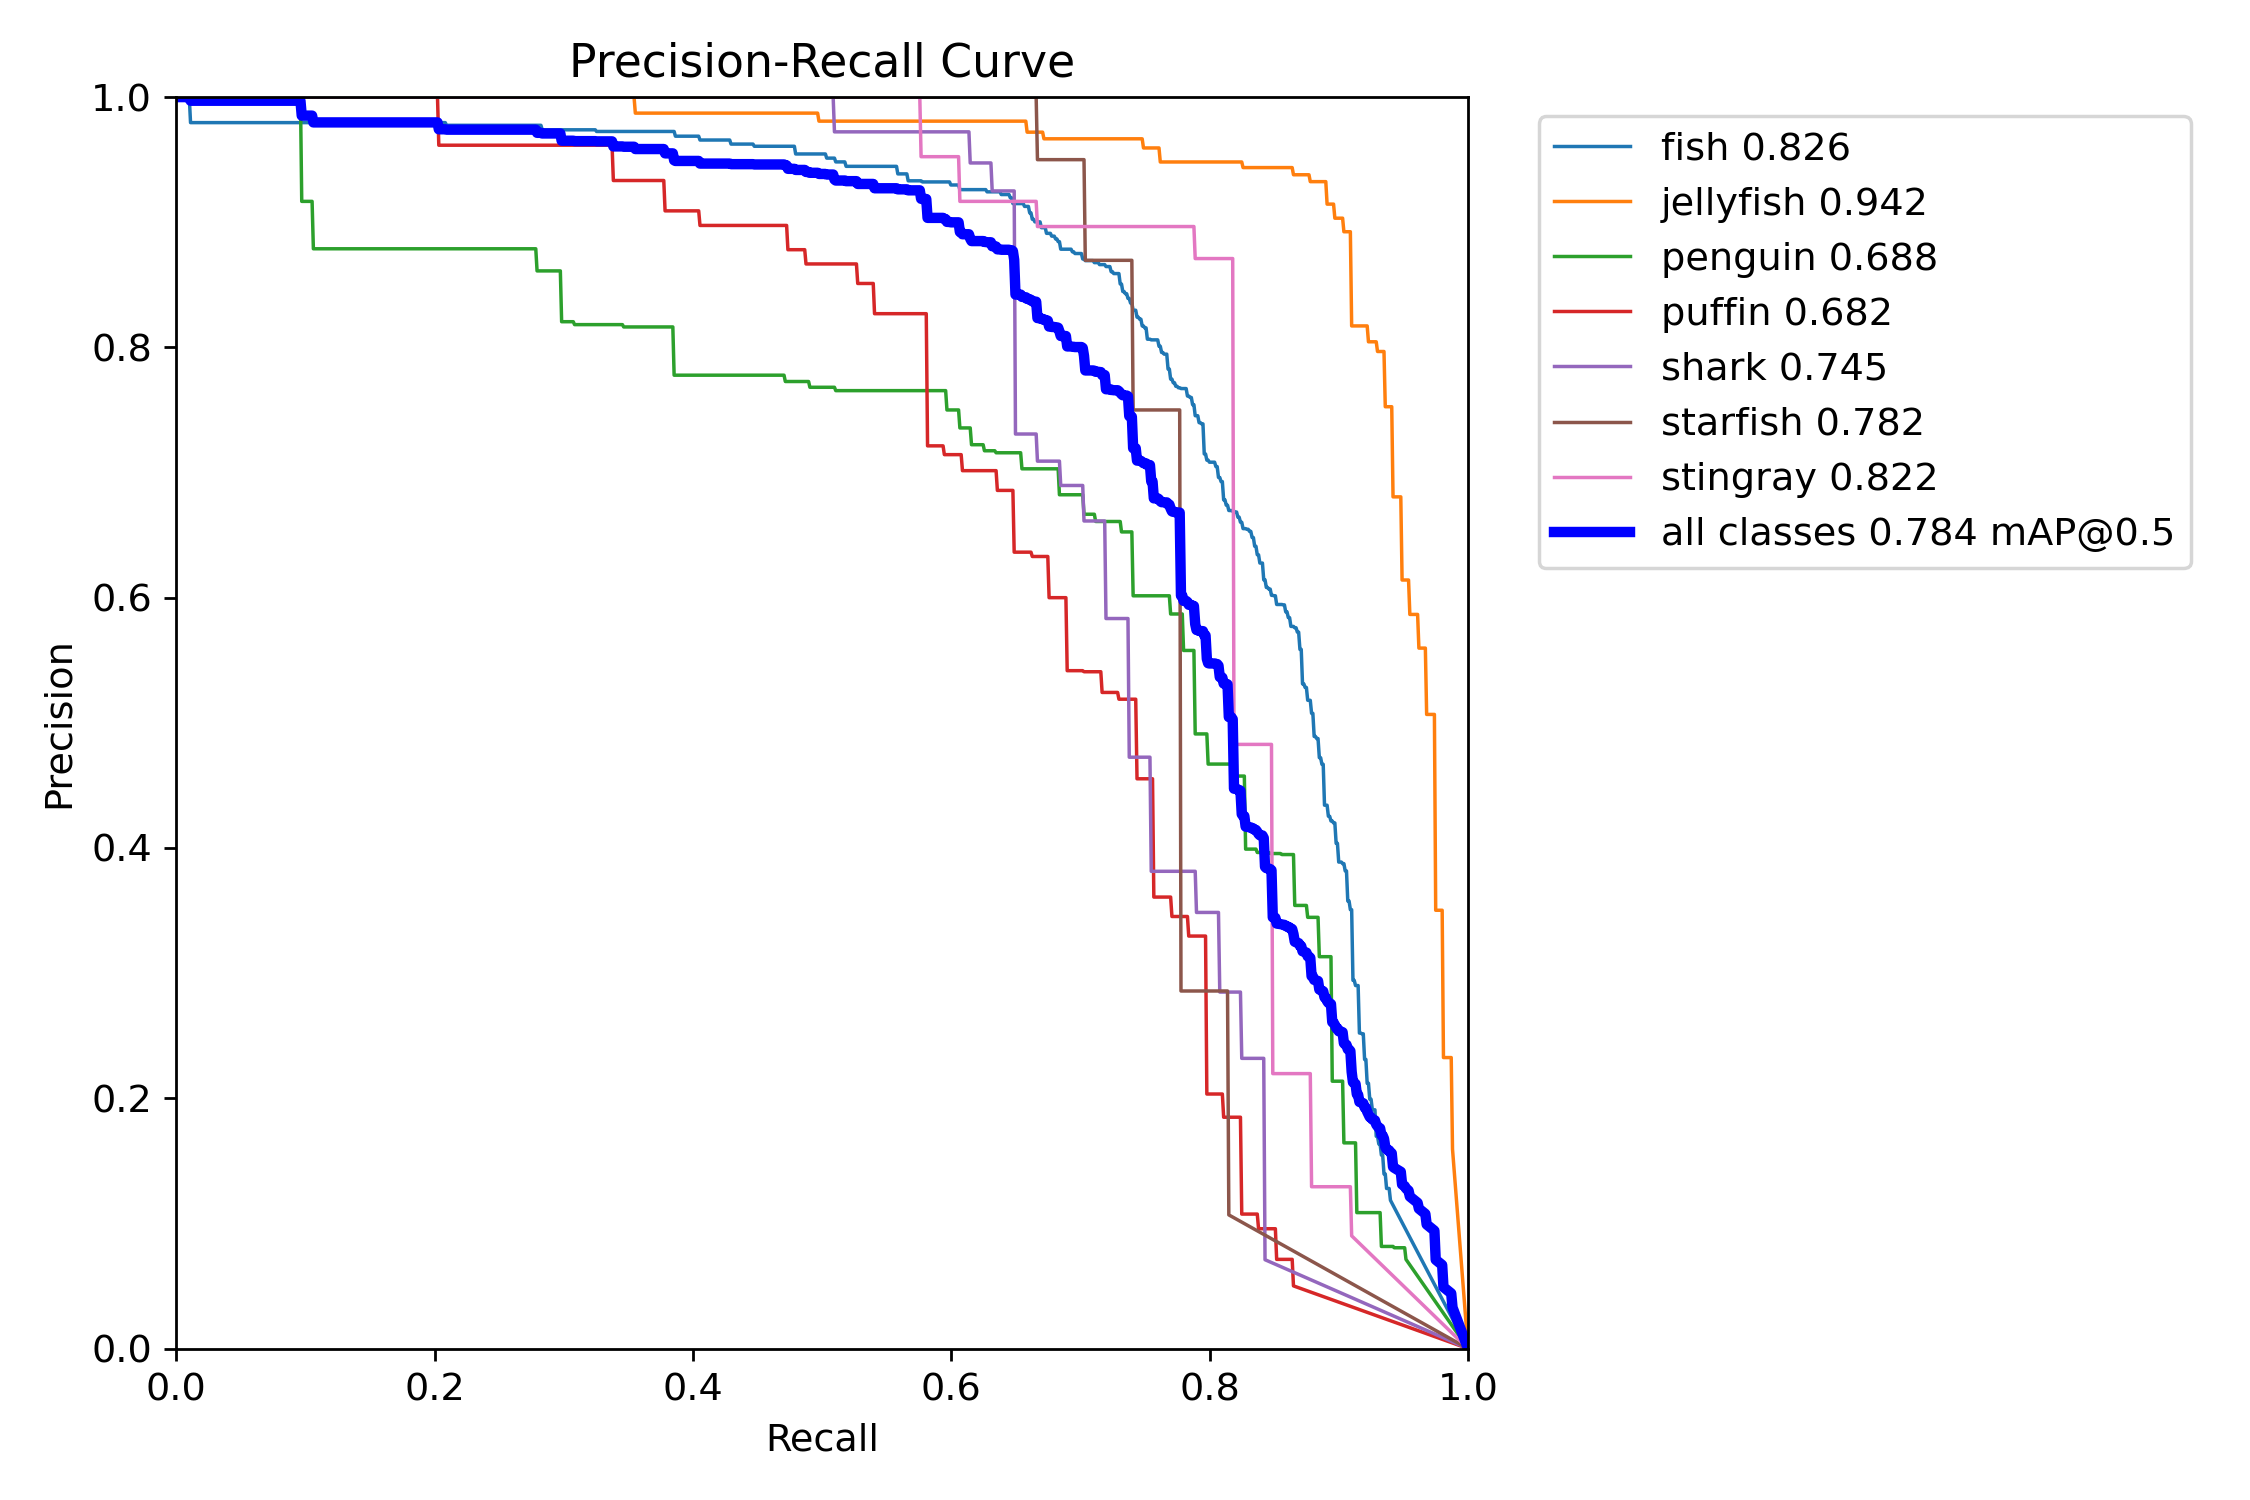 Precision-Recall Curve
1.0
0.8
0.6
0.4
0.2
0.0
Precision
0.0 0.2 0.4 0.6 0.8 1.0
Recall
fish 0.826
jellyfish 0.942
penguin 0.688
puffin 0.682
shark 0.745
starfish 0.782
stingray 0.822
all classes 0.784 mAP@0.5